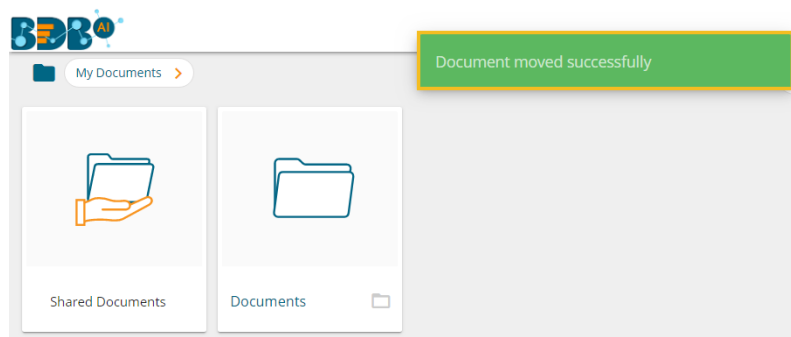 BDB AI
Document moved successfully
My Documents
Shared Documents
Documents